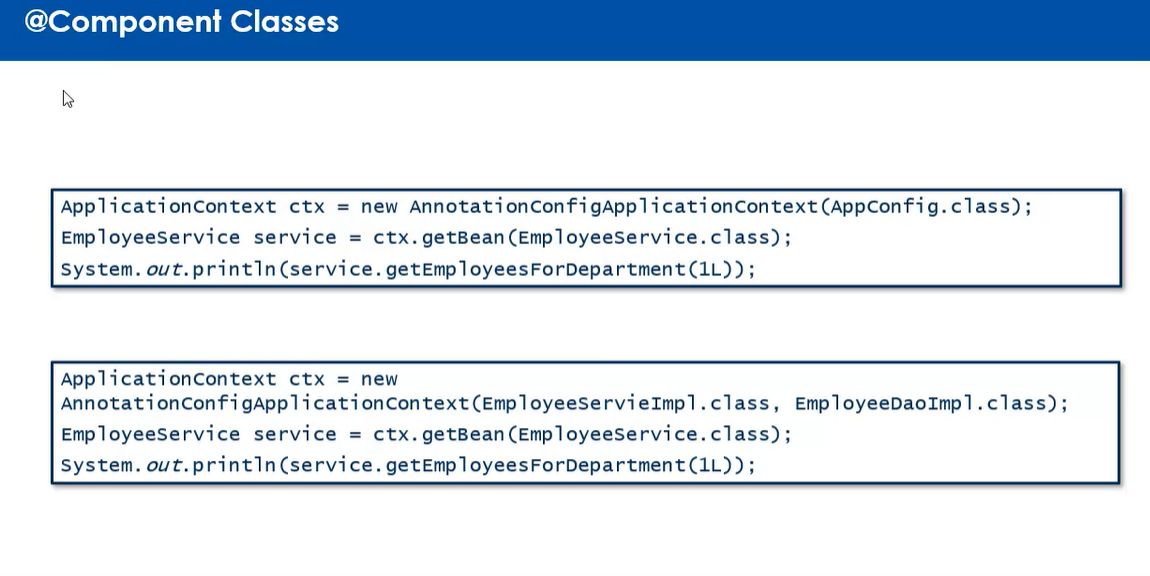 @Component Classes
ApplicationContext ctx = new AnnotationConfigApplicationContext(AppConfig.class);
EmployeeService service = ctx.getBean(EmployeeService.class);
System.out.println(service.getEmployeesForDepartment(1L));
ApplicationContext ctx = new
AnnotationConfigApplicationContext(EmployeeServieImpl.class, EmployeeDaoImpl.class);
EmployeeService service = ctx.getBean(EmployeeService.class);
System.out.println(service.getEmployeesForDepartment(1L));